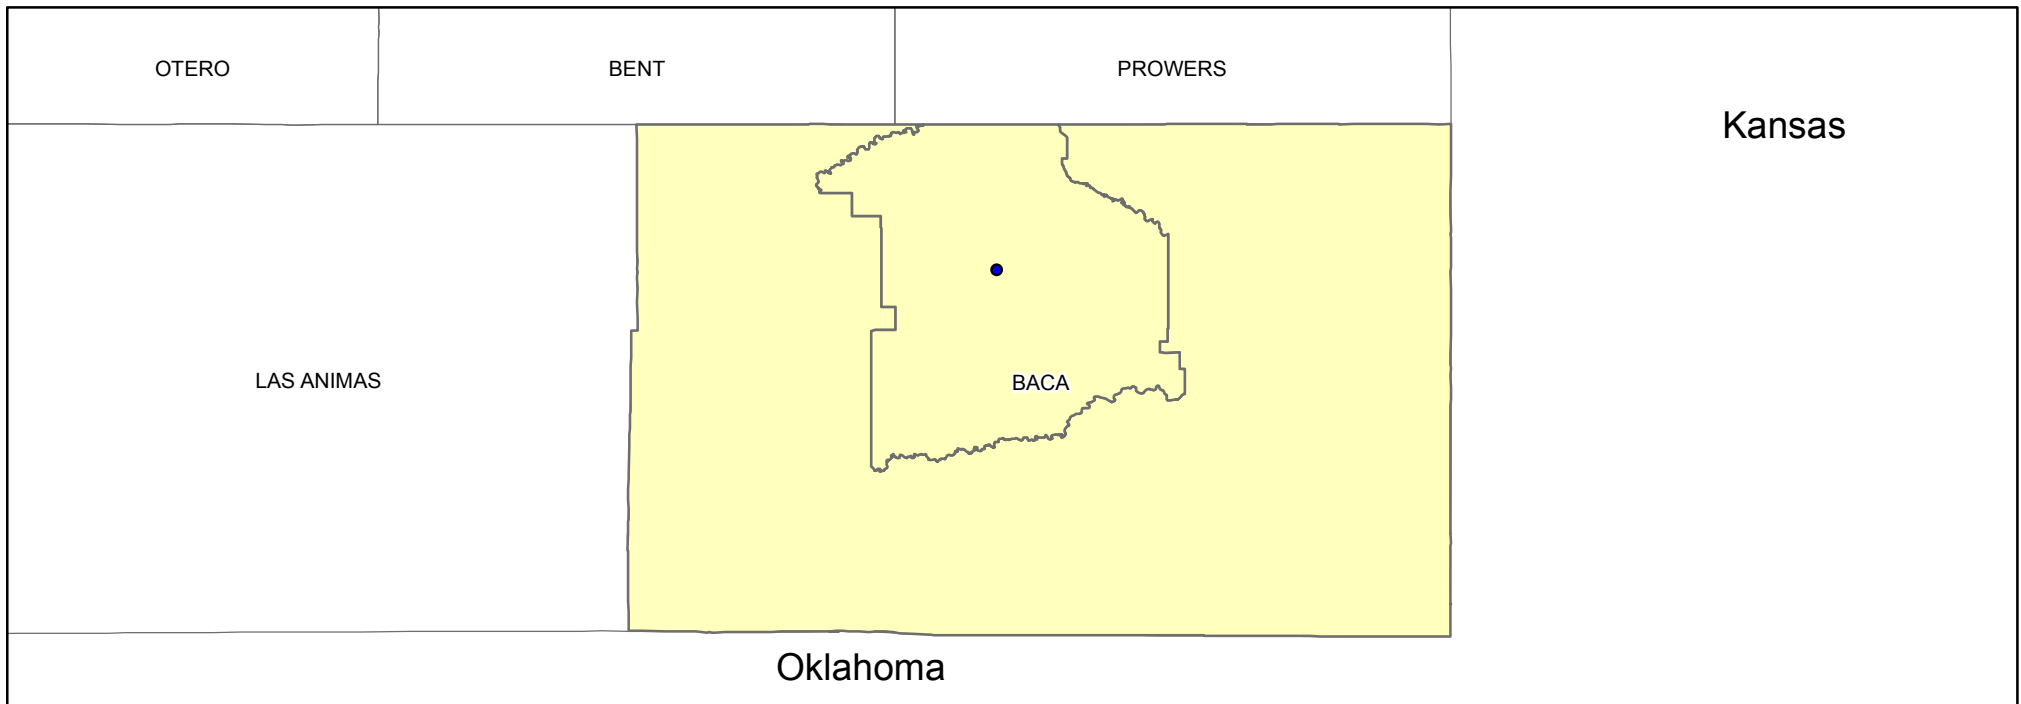 OTERO
BENT
PROWERS
Kansas
LAS ANIMAS
BACA
Oklahoma